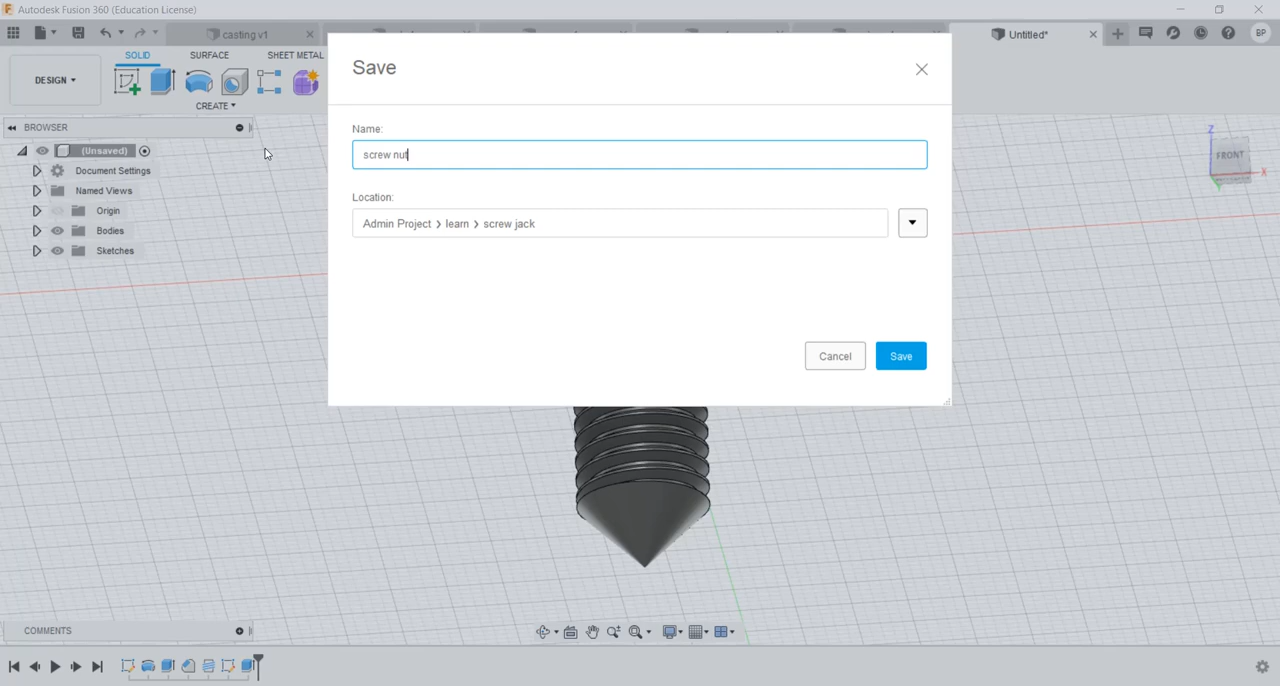 Autodesk Fusion 360 (Education License)
casting v1
Untitled*
BP
DESIGN
SOLID
SURFACE
SHEET METAL
CREATE
BROWSER
(Unsaved)
Document Settings
Named Views
Origin
Bodies
Sketches
Save
Name:
screw nut
Location:
Admin Project > learn > screw jack
Cancel
Save
Z
FRONT
X
Y
COMMENTS